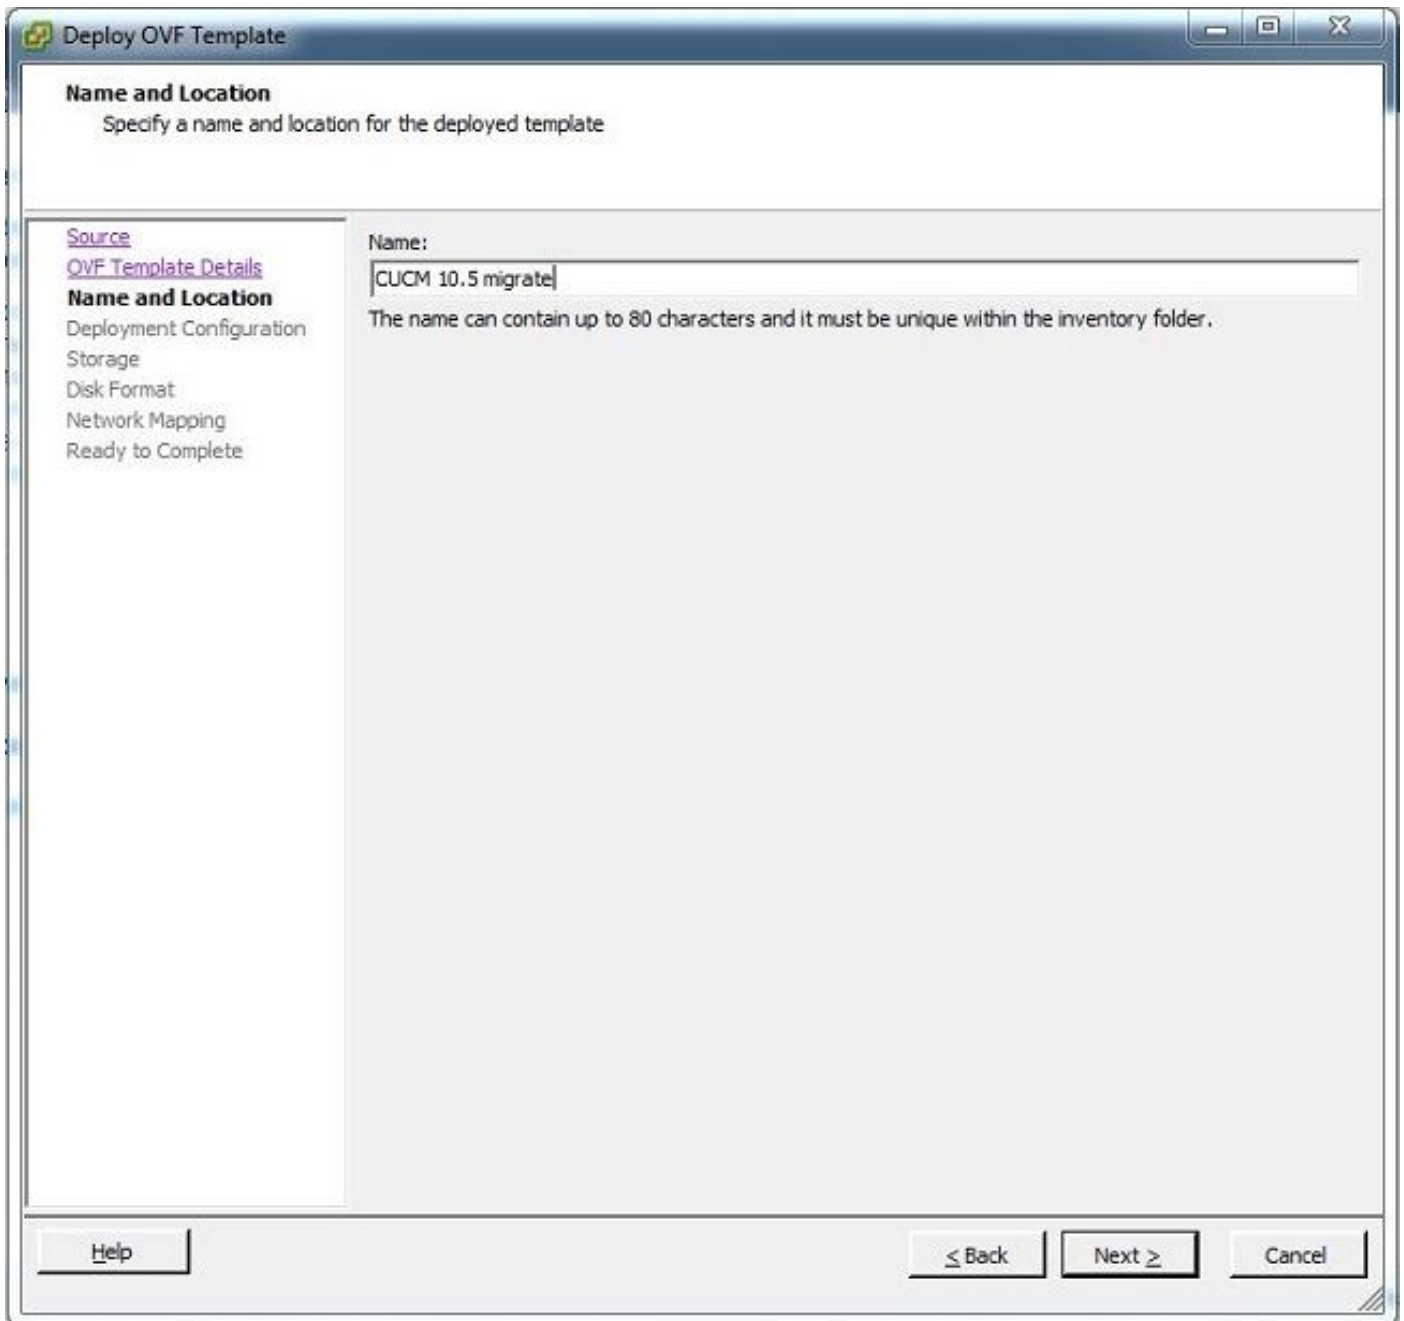 Deploy OVF Template
Name and Location
Specify a name and location for the deployed template
Source
OVF Template Details
Name and Location
Deployment Configuration
Storage
Disk Format
Network Mapping
Ready to Complete
Name:
CUCM 10.5 migrate
The name can contain up to 80 characters and it must be unique within the inventory folder.
Help
≤ Back
Next ≥
Cancel